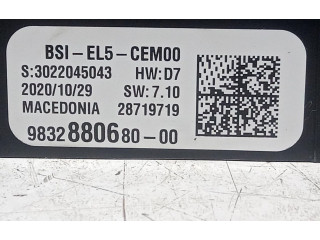 BSI-EL5-CEM00
S:3022045043 HW:D7
2020/10/29 SW:7.10
MACEDONIA 28719719
9832880680-00